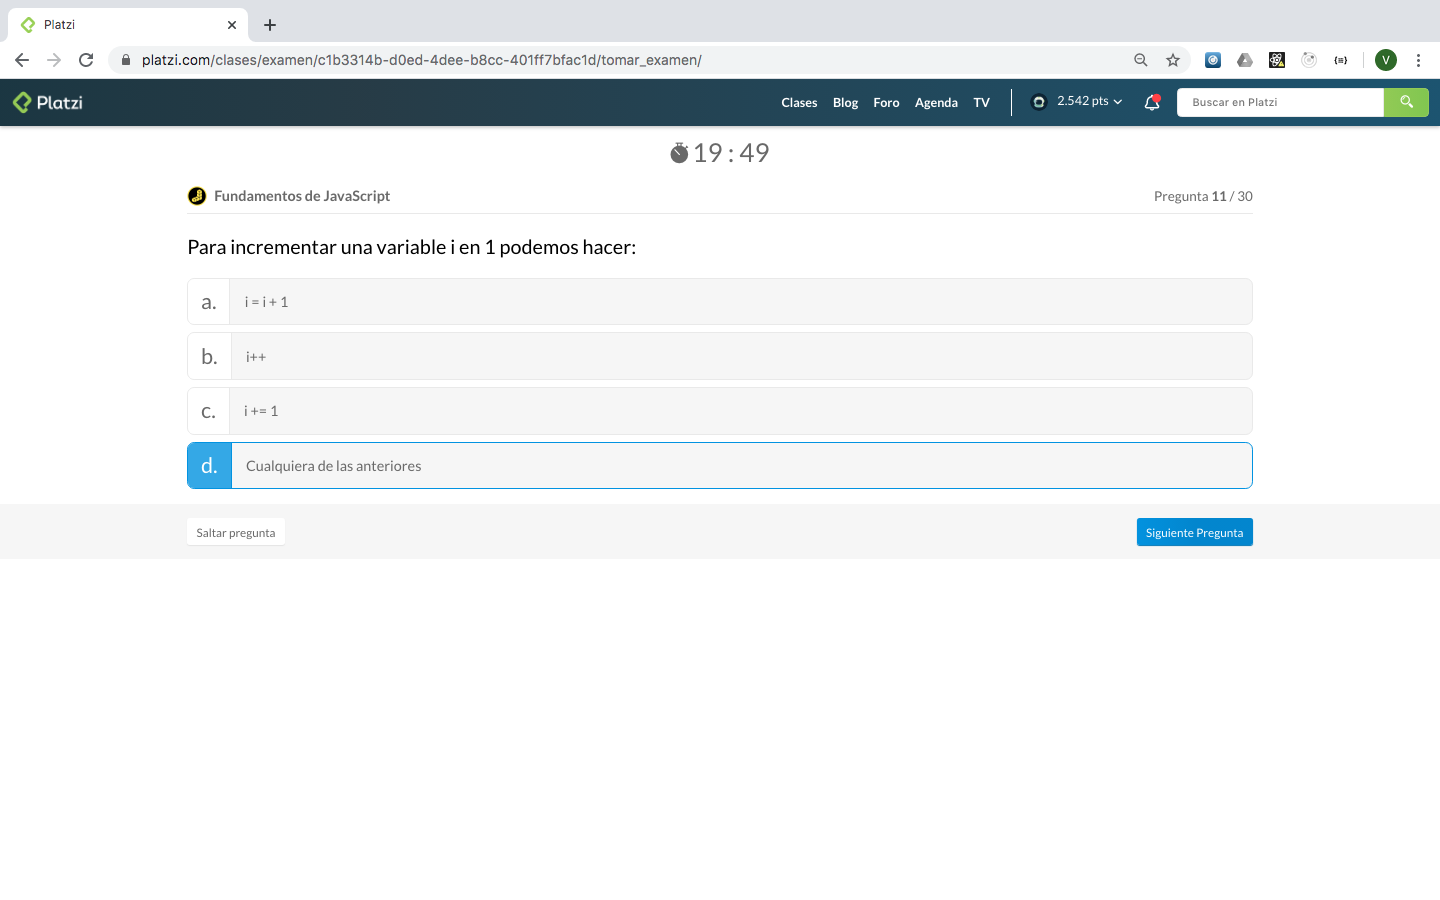 Platzi
platzi.com/clases/examen/c1b3314b-d0ed-4dee-b8cc-401ff7bfac1d/tomar_examen/
V
Platzi
Clases
Blog
Foro
Agenda
TV
2.542 pts
Buscar en Platzi
19 : 49
Fundamentos de JavaScript
Pregunta 11 / 30
Para incrementar una variable i en 1 podemos hacer:
a. i = i + 1
b. i++
c. i += 1
d. Cualquiera de las anteriores
Saltar pregunta
Siguiente Pregunta